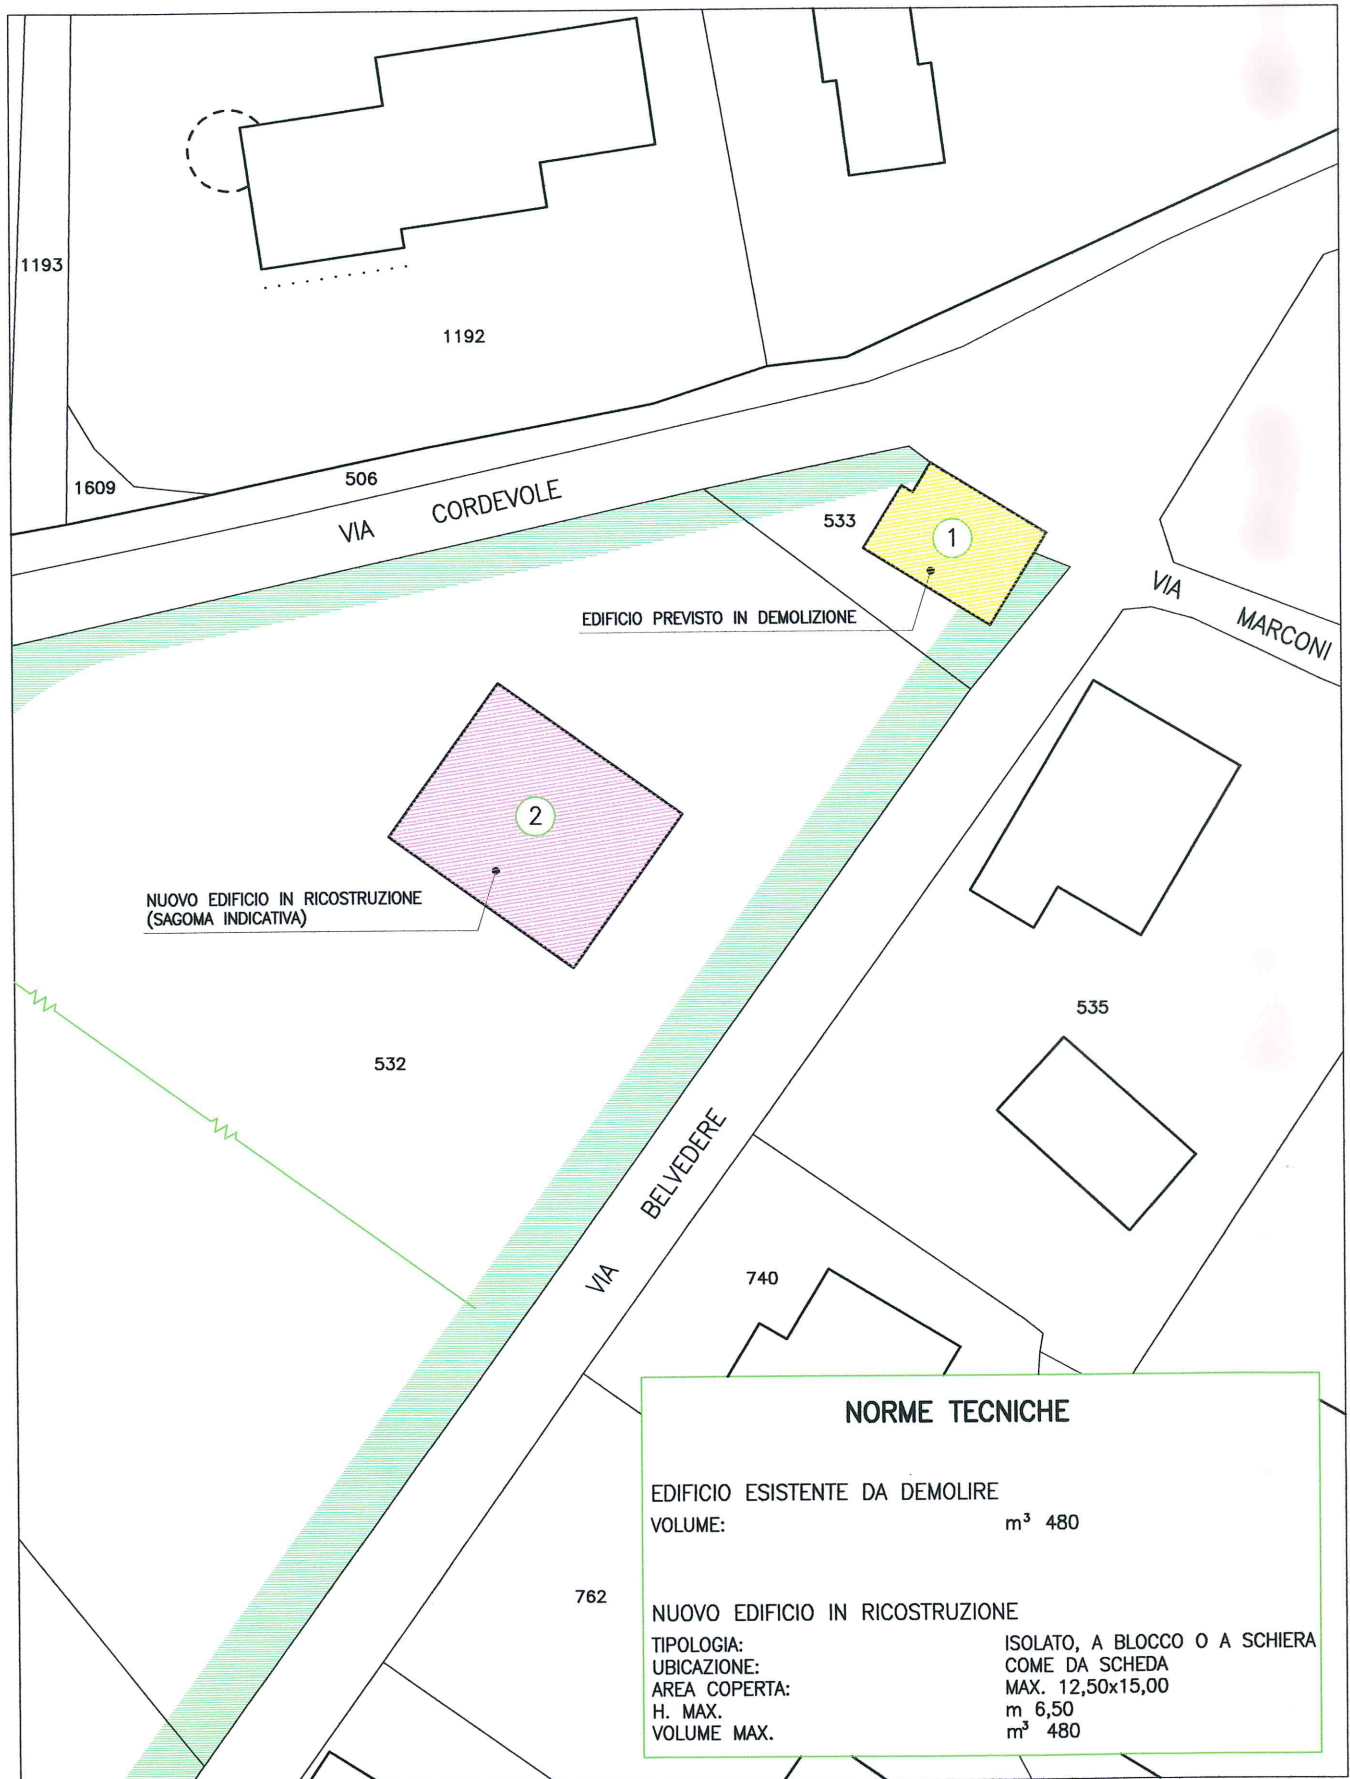 1193
1192
1609
506
VIA CORDEVOLE
533
1
VIA MARCONI
EDIFICIO PREVISTO IN DEMOLIZIONE
2
NUOVO EDIFICIO IN RICOSTRUZIONE
(SAGOMA INDICATIVA)
535
532
VIA BELVEDERE
740
762
NORME TECNICHE
EDIFICIO ESISTENTE DA DEMOLIRE
VOLUME: m³ 480
NUOVO EDIFICIO IN RICOSTRUZIONE
TIPOLOGIA: ISOLATO, A BLOCCO O A SCHIERA
UBICAZIONE: COME DA SCHEDA
AREA COPERTA: MAX. 12,50x15,00
H. MAX. m 6,50
VOLUME MAX. m³ 480